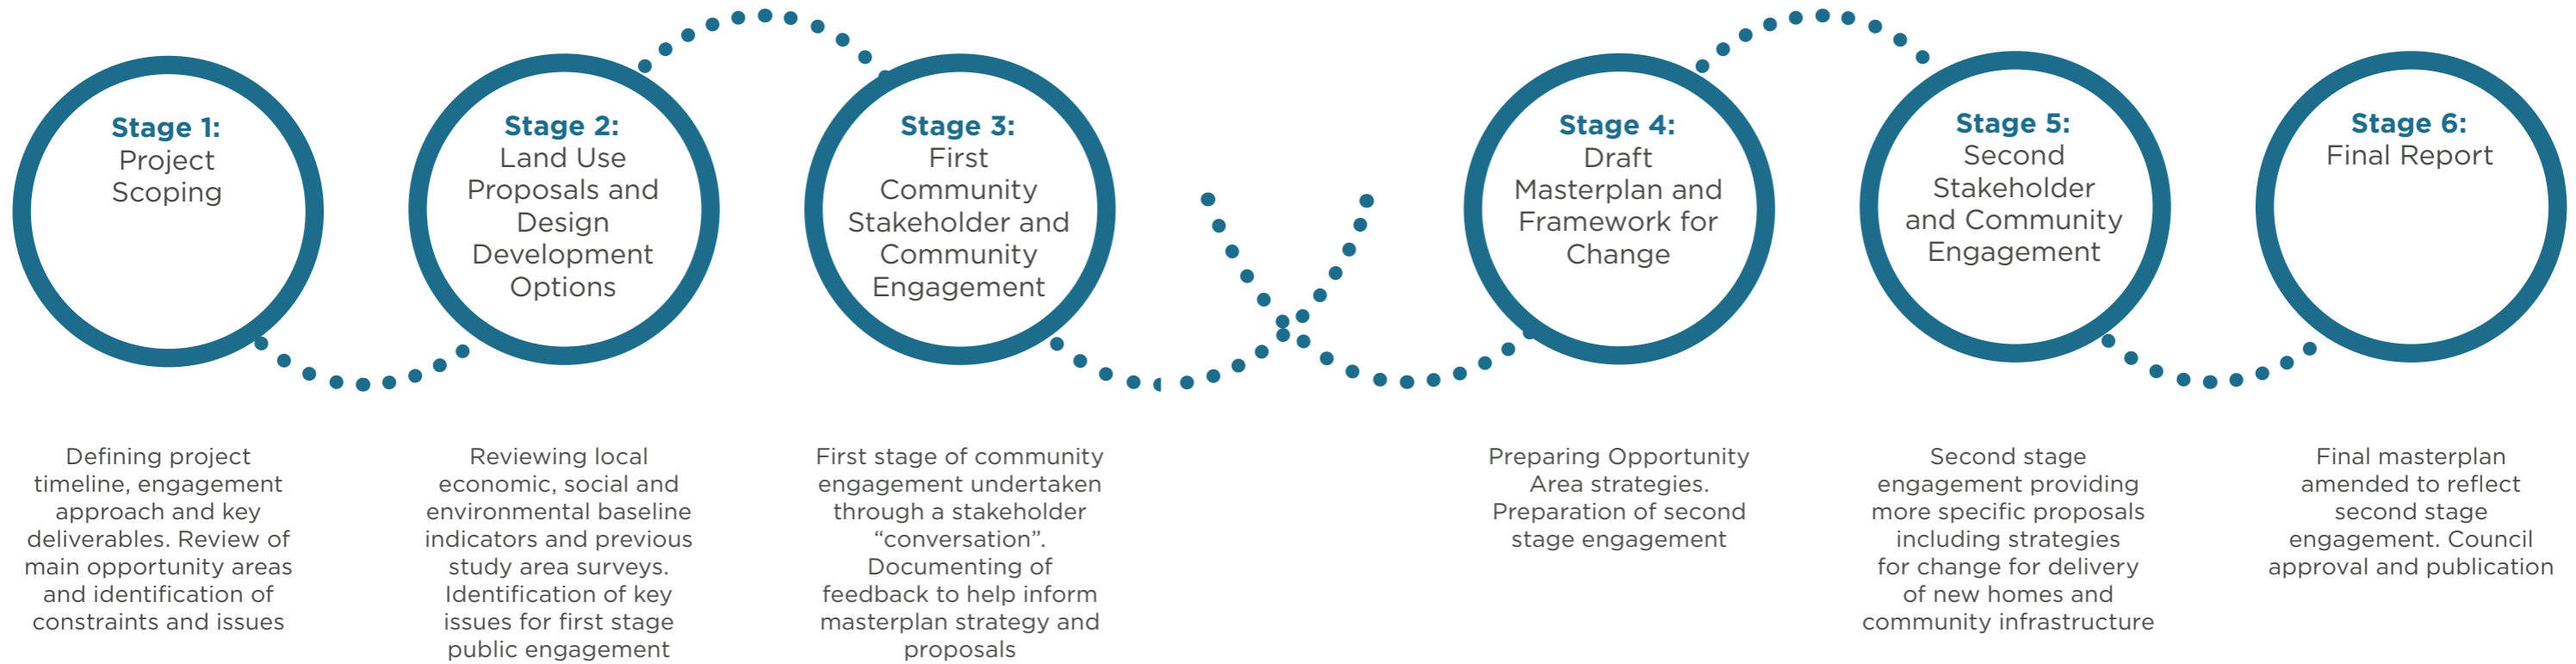 Stage 1:
Project
Scoping
Stage 2:
Land Use
Proposals and
Design
Development
Options
Stage 3:
First
Community
Stakeholder and
Community
Engagement
Stage 4:
Draft
Masterplan and
Framework for
Change
Stage 5:
Second
Stakeholder
and Community
Engagement
Stage 6:
Final Report
Defining project
timeline, engagement
approach and key
deliverables. Review of
main opportunity areas
and identification of
constraints and issues
Reviewing local
economic, social and
environmental baseline
indicators and previous
study area surveys.
Identification of key
issues for first stage
public engagement
First stage of community
engagement undertaken
through a stakeholder
“conversation”.
Documenting of
feedback to help inform
masterplan strategy and
proposals
Preparing Opportunity
Area strategies.
Preparation of second
stage engagement
Second stage
engagement providing
more specific proposals
including strategies
for change for delivery
of new homes and
community infrastructure
Final masterplan
amended to reflect
second stage
engagement. Council
approval and publication